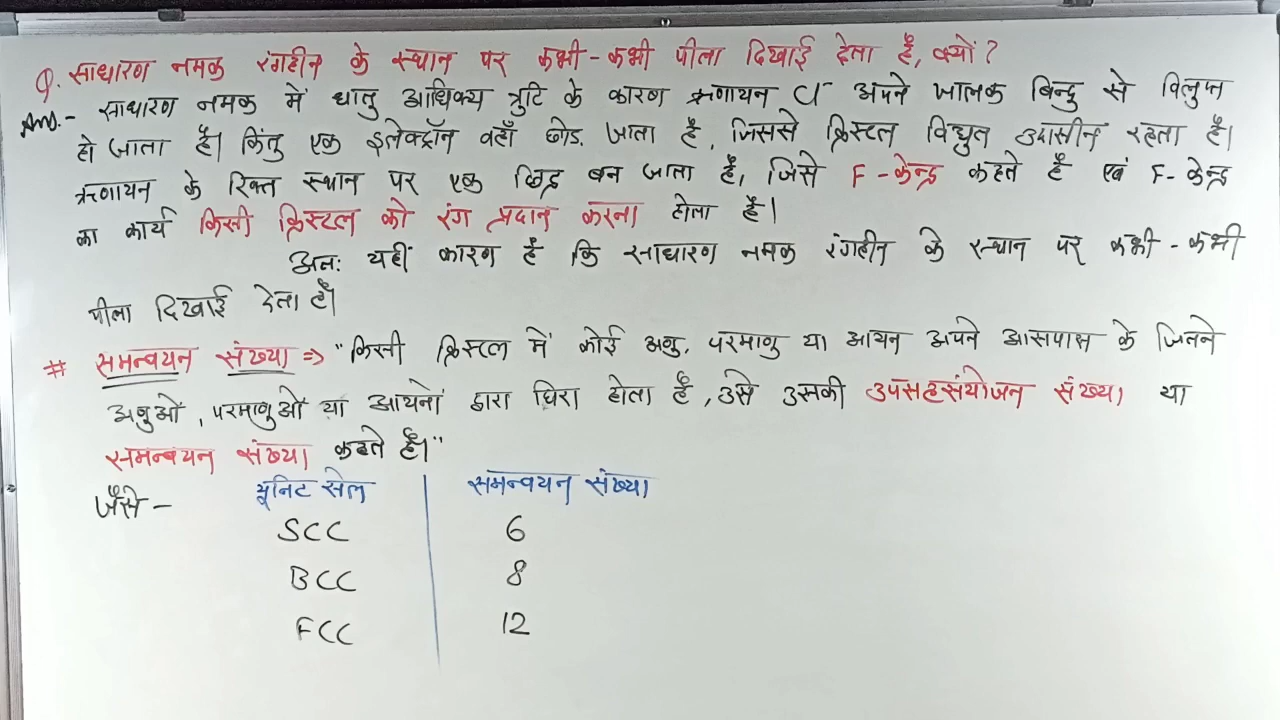 Q. साधारण नमक रंगहीन के स्थान पर कभी-कभी पीला दिखाई देता है, क्यों?
Ans.- साधारण नमक में धातु आधिक्य त्रुटि के कारण ऋणायन Cl⁻ अपने जालक बिन्दु से विलुप्त
हो जाता है। किंतु एक इलेक्ट्रॉन वहाँ छोड़ जाता है, जिससे क्रिस्टल विद्युत उदासीन रहता है।
ऋणायन के रिक्त स्थान पर एक छिद्र बन जाता है, जिसे F-केन्द्र कहते है एवं F-केन्द्र
का कार्य किसी क्रिस्टल को रंग प्रदान करना होता है।
अतः यहीं कारण है कि साधारण नमक रंगहीन के स्थान पर कभी-कभी
पीला दिखाई देता है।
# समन्वयन संख्या ⇒ "किसी क्रिस्टल में कोई अणु, परमाणु या आयन अपने आसपास के जितने
अणुओं, परमाणुओं या आयनों द्वारा घिरा होता है, उसे उसकी उपसहसंयोजन संख्या या
समन्वयन संख्या कहते है।"
जैसे - यूनिट सेल समन्वयन संख्या
SCC 6
BCC 8
FCC 12